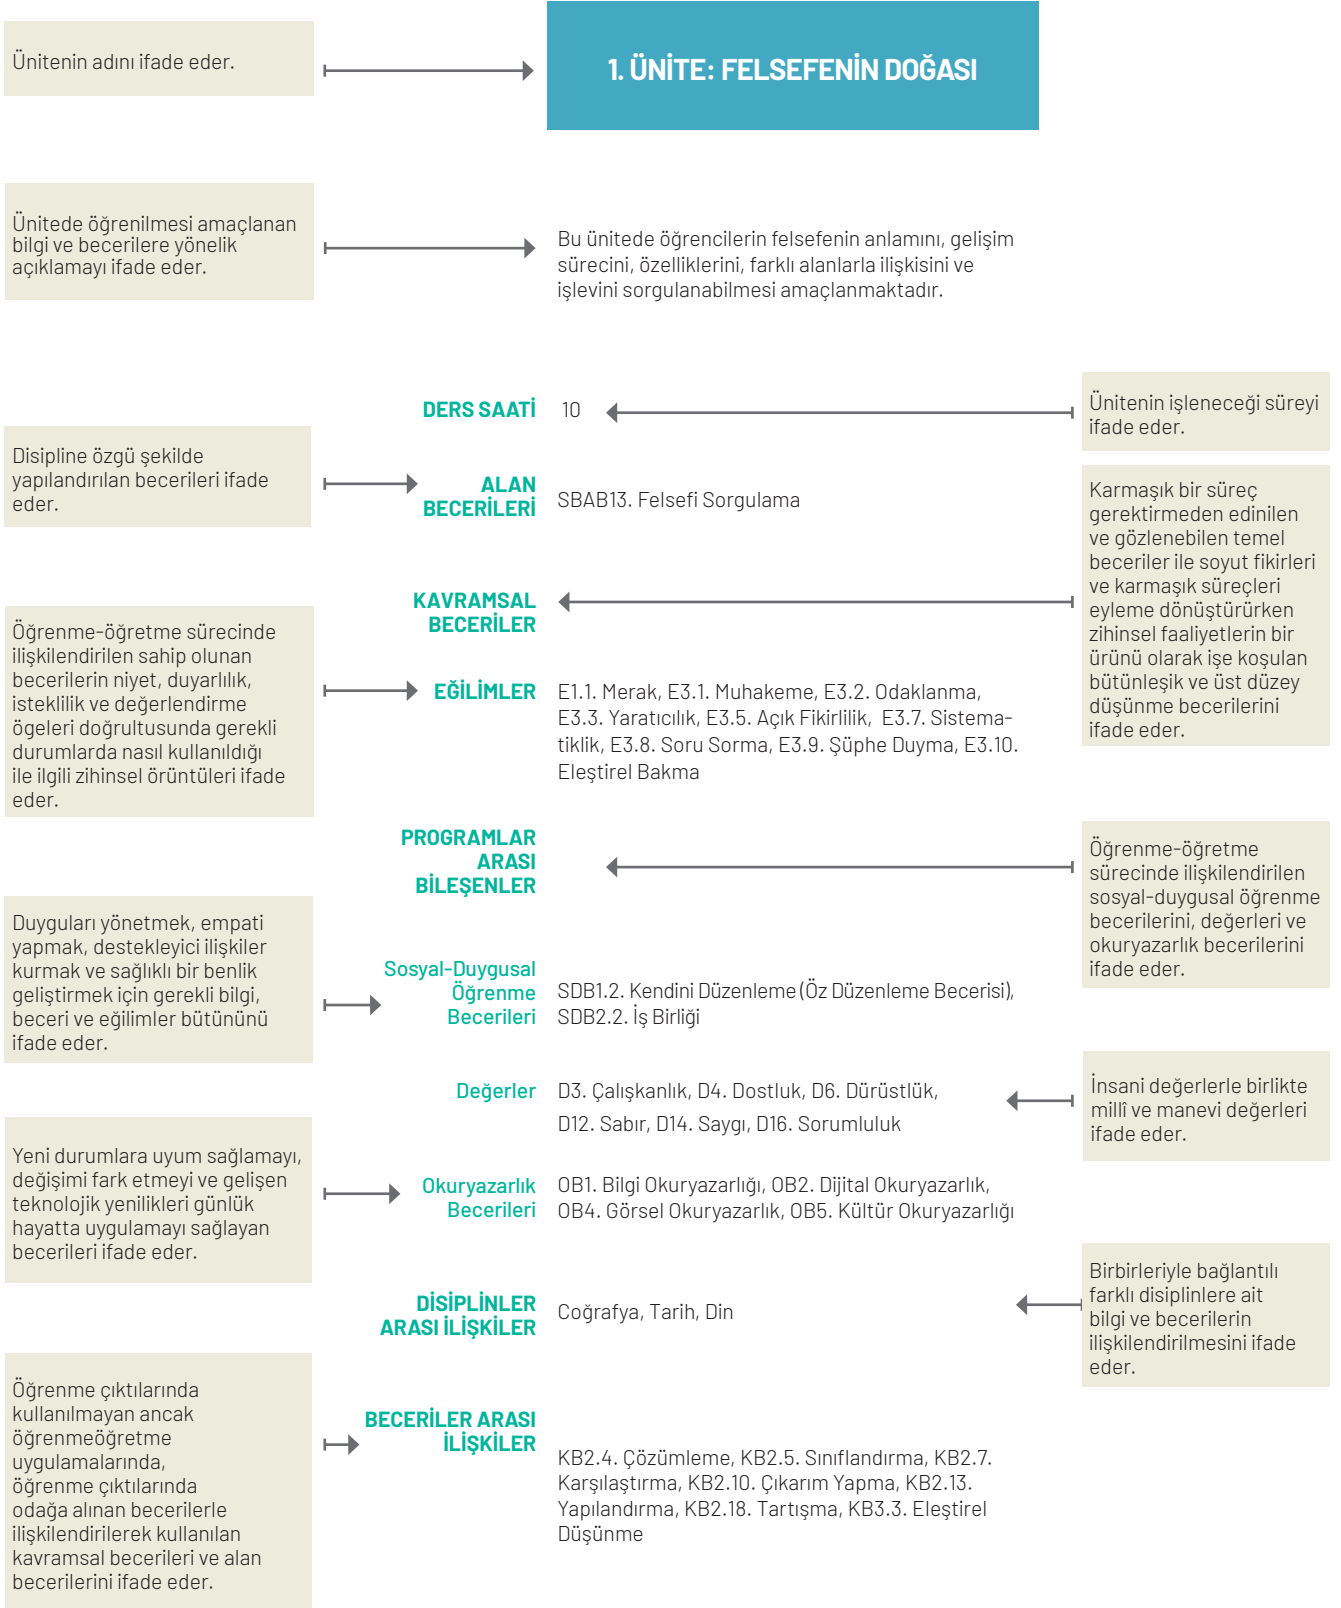 Ünitenin adını ifade eder.
1. ÜNİTE: FELSEFENİN DOĞASI
Ünitede öğrenilmesi amaçlanan
bilgi ve becerilere yönelik
açıklamayı ifade eder.
Bu ünitede öğrencilerin felsefenin anlamını, gelişim
sürecini, özelliklerini, farklı alanlarla ilişkisini ve
işlevini sorgulanabilmesi amaçlanmaktadır.
DERS SAATİ
10
Ünitenin işleneceği süreyi
ifade eder.
Disipline özgü şekilde
yapılandırılan becerileri ifade
eder.
ALAN
BECERİLERİ
SBAB13. Felsefi Sorgulama
Karmaşık bir süreç
gerektirmeden edinilen
ve gözlenebilen temel
beceriler ile soyut fikirleri
ve karmaşık süreçleri
eyleme dönüştürürken
zihinsel faaliyetlerin bir
ürünü olarak işe koşulan
bütünleşik ve üst düzey
düşünme becerilerini
ifade eder.
KAVRAMSAL
BECERİLER
Öğrenme-öğretme sürecinde
ilişkilendirilen sahip olunan
becerilerin niyet, duyarlılık,
isteklilik ve değerlendirme
ögeleri doğrultusunda gerekli
durumlarda nasıl kullanıldığı
ile ilgili zihinsel örüntüleri ifade
eder.
EĞİLİMLER
E1.1. Merak, E3.1. Muhakeme, E3.2. Odaklanma,
E3.3. Yaratıcılık, E3.5. Açık Fikirlilik, E3.7. Sistema-
tiklik, E3.8. Soru Sorma, E3.9. Şüphe Duyma, E3.10.
Eleştirel Bakma
PROGRAMLAR
ARASI
BİLEŞENLER
Öğrenme-öğretme
sürecinde ilişkilendirilen
sosyal-duygusal öğrenme
becerilerini, değerleri ve
okuryazarlık becerilerini
ifade eder.
Duyguları yönetmek, empati
yapmak, destekleyici ilişkiler
kurmak ve sağlıklı bir benlik
geliştirmek için gerekli bilgi,
beceri ve eğilimler bütününü
ifade eder.
Sosyal-Duygusal
Öğrenme
Becerileri
SDB1.2. Kendini Düzenleme (Öz Düzenleme Becerisi),
SDB2.2. İş Birliği
Değerler
D3. Çalışkanlık, D4. Dostluk, D6. Dürüstlük,
D12. Sabır, D14. Saygı, D16. Sorumluluk
İnsani değerlerle birlikte
millî ve manevi değerleri
ifade eder.
Yeni durumlara uyum sağlamayı,
değişimi fark etmeyi ve gelişen
teknolojik yenilikleri günlük
hayatta uygulamayı sağlayan
becerileri ifade eder.
Okuryazarlık
Becerileri
OB1. Bilgi Okuryazarlığı, OB2. Dijital Okuryazarlık,
OB4. Görsel Okuryazarlık, OB5. Kültür Okuryazarlığı
DİSİPLİNLER
ARASI İLİŞKİLER
Coğrafya, Tarih, Din
Birbirleriyle bağlantılı
farklı disiplinlere ait
bilgi ve becerilerin
ilişkilendirilmesini ifade
eder.
Öğrenme çıktılarında
kullanılmayan ancak
öğrenmeöğretme
uygulamalarında,
öğrenme çıktılarında
odağa alınan becerilerle
ilişkilendirilerek kullanılan
kavramsal becerileri ve alan
becerilerini ifade eder.
BECERİLER ARASI
İLİŞKİLER
KB2.4. Çözümleme, KB2.5. Sınıflandırma, KB2.7.
Karşılaştırma, KB2.10. Çıkarım Yapma, KB2.13.
Yapılandırma, KB2.18. Tartışma, KB3.3. Eleştirel
Düşünme